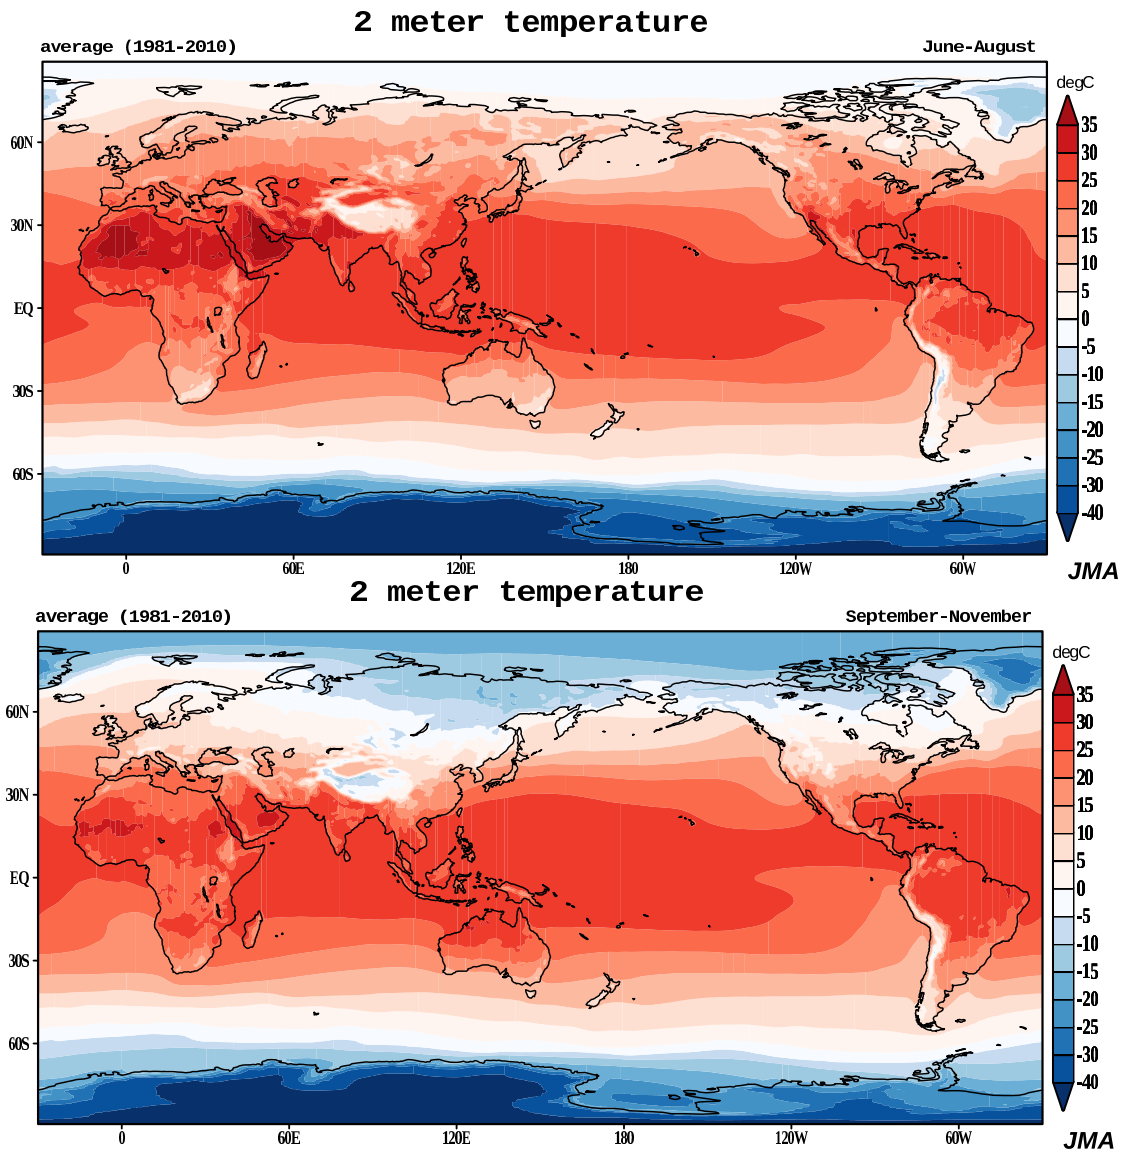 2 meter temperature
average (1981-2010) June-August
degC
35
30
25
20
15
10
5
0
-5
-10
-15
-20
-25
-30
-40
60N
30N
EQ
30S
60S
0 60E 120E 180 120W 60W
JMA
2 meter temperature
average (1981-2010) September-November
degC
35
30
25
20
15
10
5
0
-5
-10
-15
-20
-25
-30
-40
60N
30N
EQ
30S
60S
0 60E 120E 180 120W 60W
JMA